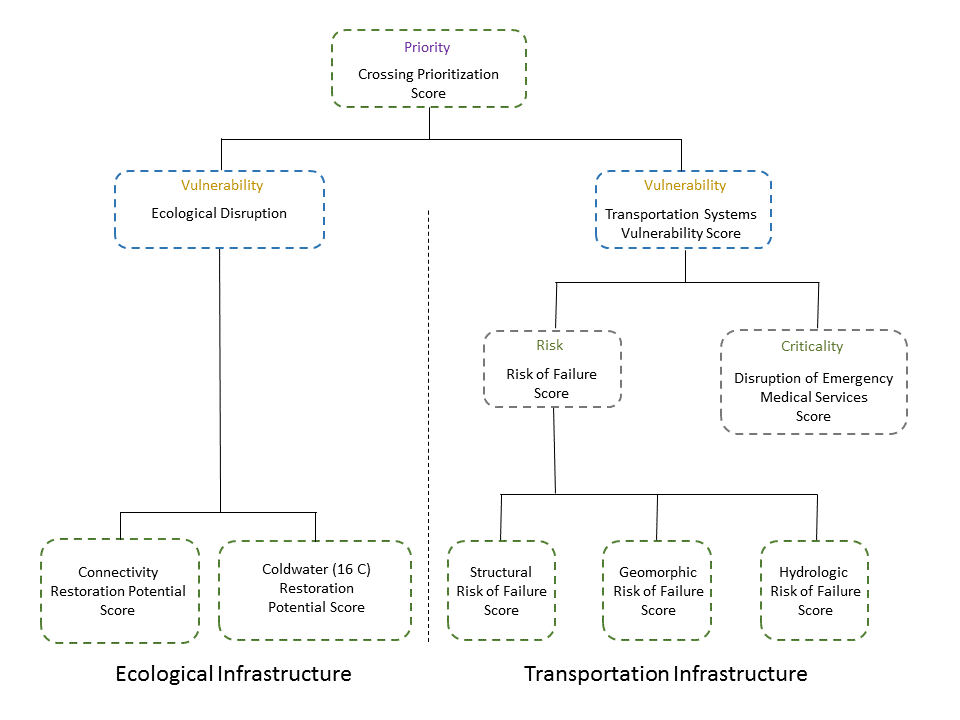 Priority
Crossing Prioritization
Score
Vulnerability
Ecological Disruption
Vulnerability
Transportation Systems
Vulnerability Score
Risk
Risk of Failure
Score
Criticality
Disruption of Emergency
Medical Services
Score
Connectivity
Restoration Potential
Score
Coldwater (16 C)
Restoration
Potential Score
Structural
Risk of Failure
Score
Geomorphic
Risk of Failure
Score
Hydrologic
Risk of Failure
Score
Ecological Infrastructure
Transportation Infrastructure